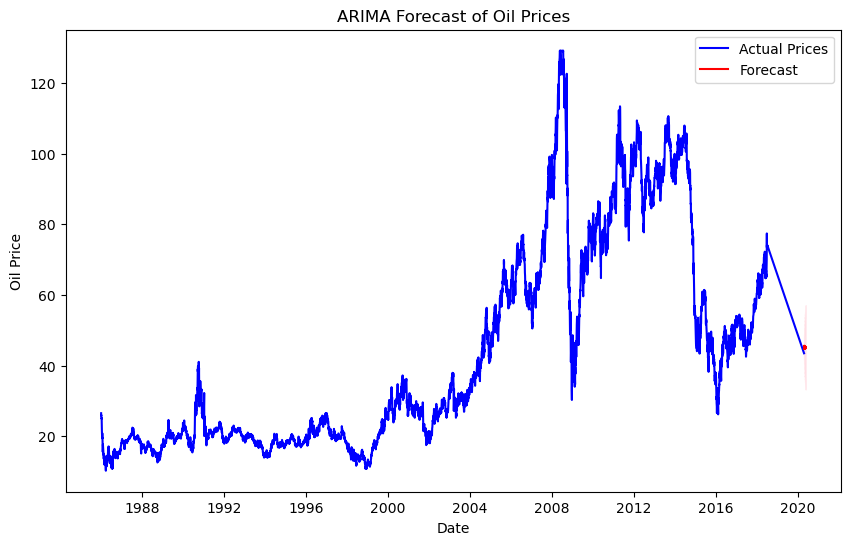 ARIMA Forecast of Oil Prices
Actual Prices
Forecast
120
100
80
60
40
20
Oil Price
1988 1992 1996 2000 2004 2008 2012 2016 2020
Date